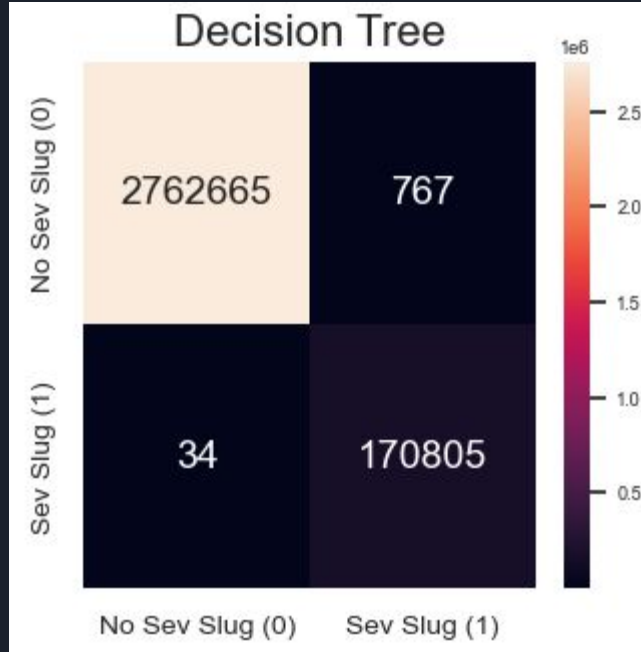 Decision Tree
1e6
No Sev Slug (0)
2762665
767
2.5
2.0
1.5
Sev Slug (1)
34
170805
1.0
0.5
No Sev Slug (0)
Sev Slug (1)